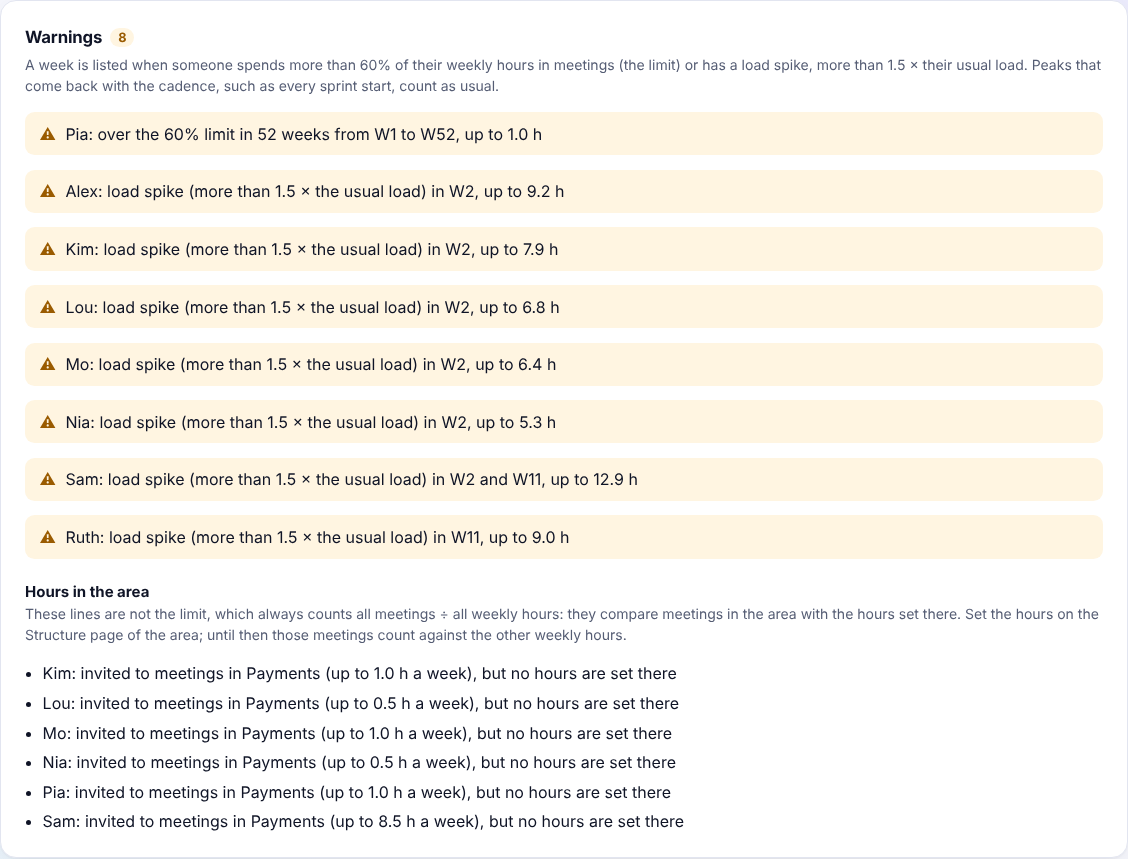 Warnings 8
A week is listed when someone spends more than 60% of their weekly hours in meetings (the limit) or has a load spike, more than 1.5 × their usual load. Peaks that
come back with the cadence, such as every sprint start, count as usual.
Pia: over the 60% limit in 52 weeks from W1 to W52, up to 1.0 h
Alex: load spike (more than 1.5 × the usual load) in W2, up to 9.2 h
Kim: load spike (more than 1.5 × the usual load) in W2, up to 7.9 h
Lou: load spike (more than 1.5 × the usual load) in W2, up to 6.8 h
Mo: load spike (more than 1.5 × the usual load) in W2, up to 6.4 h
Nia: load spike (more than 1.5 × the usual load) in W2, up to 5.3 h
Sam: load spike (more than 1.5 × the usual load) in W2 and W11, up to 12.9 h
Ruth: load spike (more than 1.5 × the usual load) in W11, up to 9.0 h
Hours in the area
These lines are not the limit, which always counts all meetings ÷ all weekly hours: they compare meetings in the area with the hours set there. Set the hours on the
Structure page of the area; until then those meetings count against the other weekly hours.
• Kim: invited to meetings in Payments (up to 1.0 h a week), but no hours are set there
• Lou: invited to meetings in Payments (up to 0.5 h a week), but no hours are set there
• Mo: invited to meetings in Payments (up to 1.0 h a week), but no hours are set there
• Nia: invited to meetings in Payments (up to 0.5 h a week), but no hours are set there
• Pia: invited to meetings in Payments (up to 1.0 h a week), but no hours are set there
• Sam: invited to meetings in Payments (up to 8.5 h a week), but no hours are set there